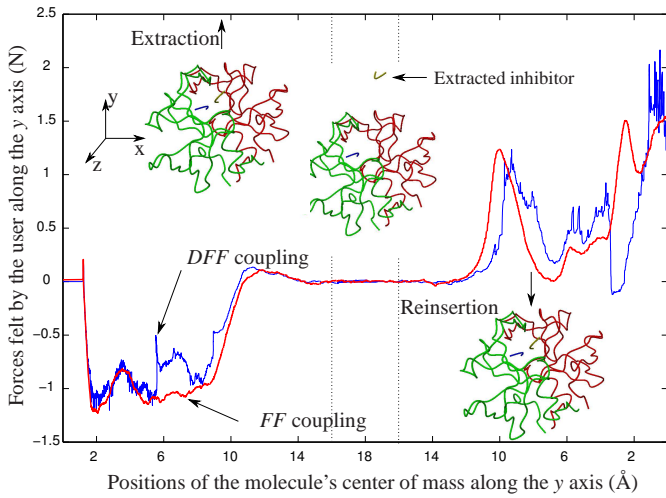 Forces felt by the user along the y axis (N)
2.5
2
1.5
1
0.5
0
−0.5
−1
−1.5
Extraction
Extracted inhibitor
y
x
z
DFF coupling
FF coupling
Reinsertion
2 6 10 14 18 14 10 6 2
Positions of the molecule's center of mass along the y axis (Å)